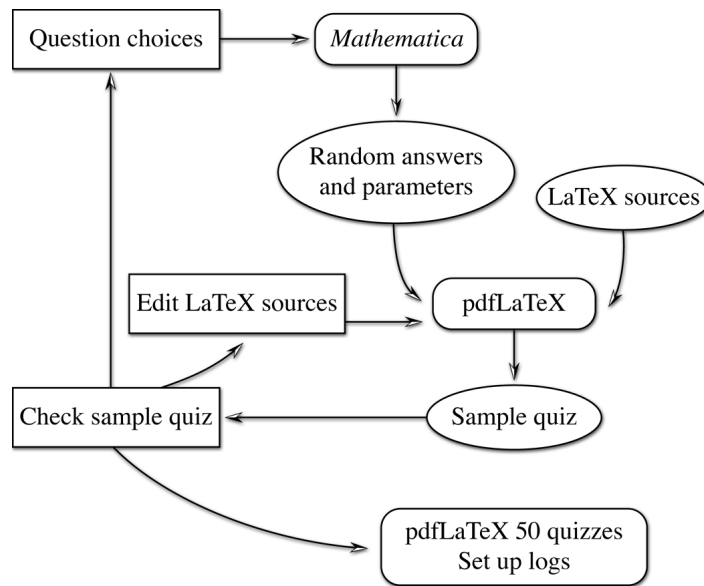 Question choices
Mathematica
Random answers
and parameters
LaTeX sources
Edit LaTeX sources
pdfLaTeX
Check sample quiz
Sample quiz
pdfLaTeX 50 quizzes
Set up logs